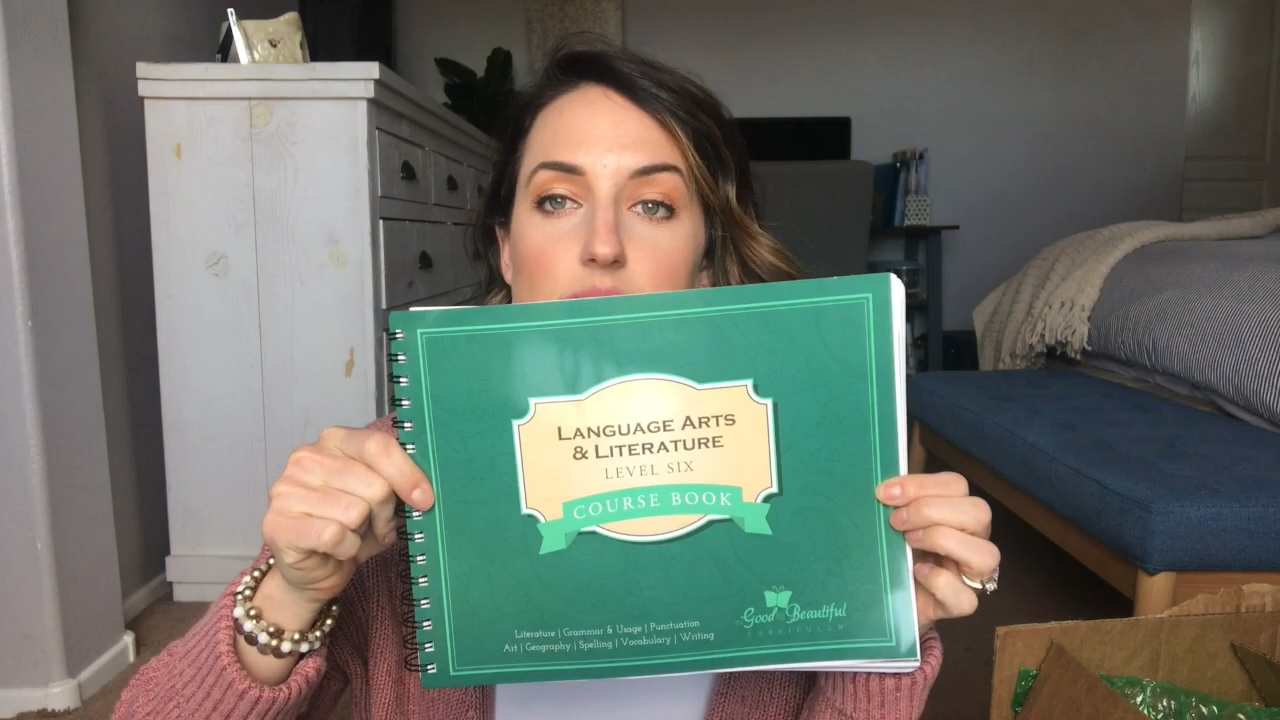 LANGUAGE ARTS
& LITERATURE
LEVEL SIX
COURSE BOOK
Literature | Grammar & Usage | Punctuation
Art | Geography | Spelling | Vocabulary | Writing
Good Beautiful
CURRICULUM